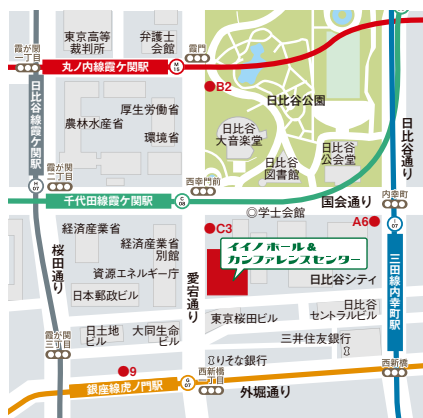 霞が関
一丁目
東京高等
裁判所
弁護士
会館
霞門
丸ノ内線霞ケ関駅
M
15
B2
日比谷公園
日比谷線霞ケ関駅
厚生労働省
農林水産省
環境省
日比谷
大音楽堂
日比谷
公会堂
日比谷
図書館
日比谷通り
霞が関
二丁目
H
07
西幸門前
千代田線霞ケ関駅
C
08
国会通り
内幸町
◎学士会館
A6
I
07
経済産業省
経済産業省
別館
C3
イイノホール&
カンファレンスセンター
桜田通り
資源エネルギー庁
日本郵政ビル
愛宕通り
日比谷シティ
三田線内幸町駅
東京桜田ビル
日比谷
セントラルビル
霞が関
三丁目
日土地
ビル
大同生命
ビル
三井住友銀行
りそな銀行
9
西新橋
一丁目
西新橋
銀座線虎ノ門駅
G
07
外堀通り